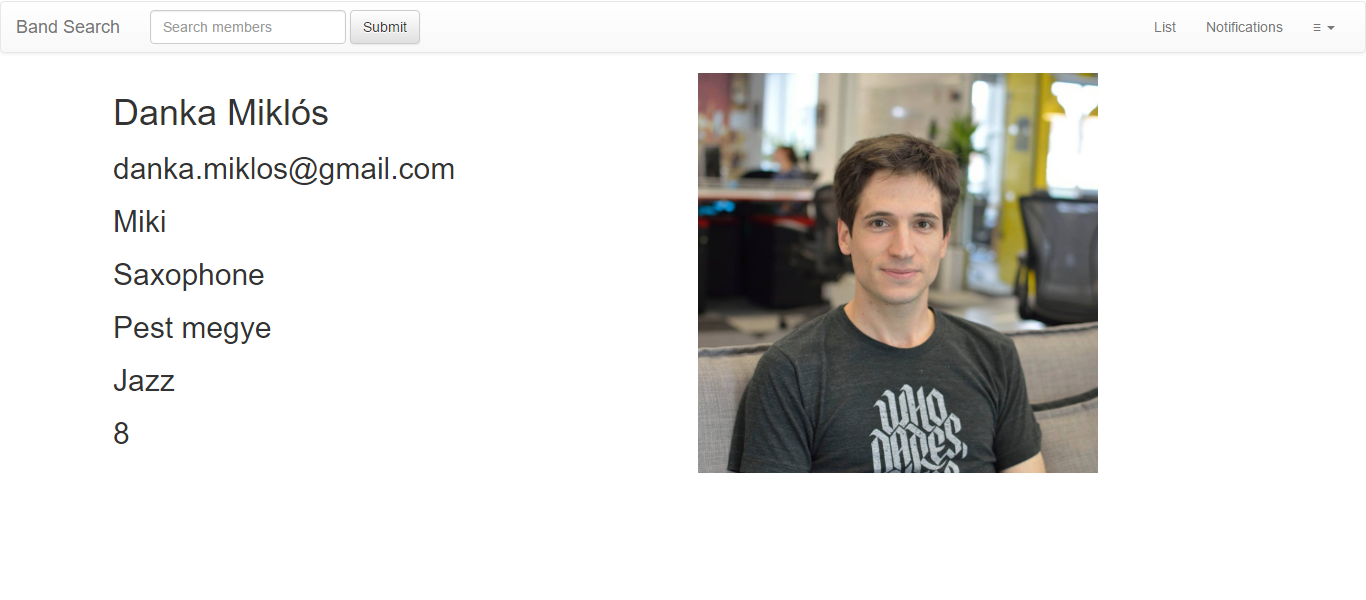 Band Search Search members Submit List Notifications ≡
Danka Miklós
danka.miklos@gmail.com
Miki
Saxophone
Pest megye
Jazz
8
WHO
DARES,